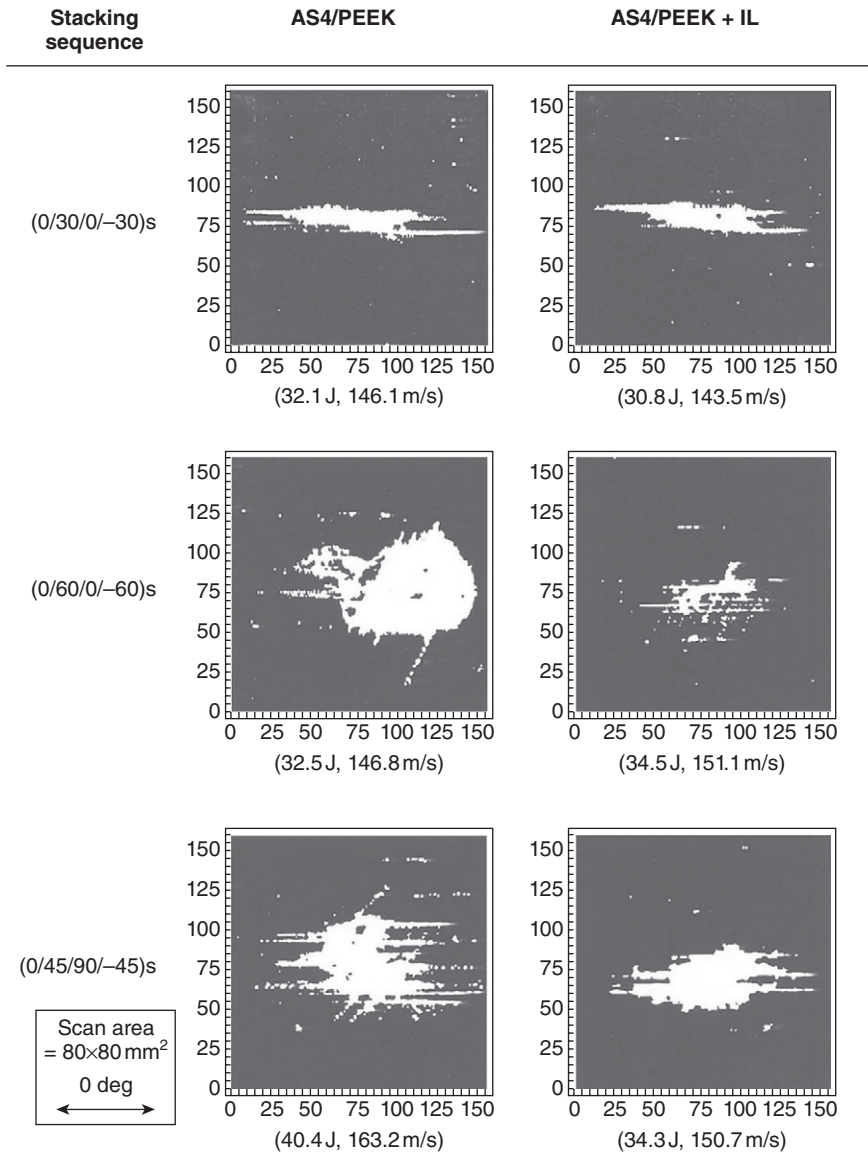 Stacking
sequence
AS4/PEEK
AS4/PEEK + IL
(0/30/0/–30)s
150
125
100
75
50
25
0
0 25 50 75 100 125 150
(32.1 J, 146.1 m/s)
150
125
100
75
50
25
0
0 25 50 75 100 125 150
(30.8 J, 143.5 m/s)
(0/60/0/–60)s
150
125
100
75
50
25
0
0 25 50 75 100 125 150
(32.5 J, 146.8 m/s)
150
125
100
75
50
25
0
0 25 50 75 100 125 150
(34.5 J, 151.1 m/s)
(0/45/90/–45)s
150
125
100
75
50
25
0
0 25 50 75 100 125 150
(40.4 J, 163.2 m/s)
150
125
100
75
50
25
0
0 25 50 75 100 125 150
(34.3 J, 150.7 m/s)
Scan area
= 80×80 mm²
0 deg